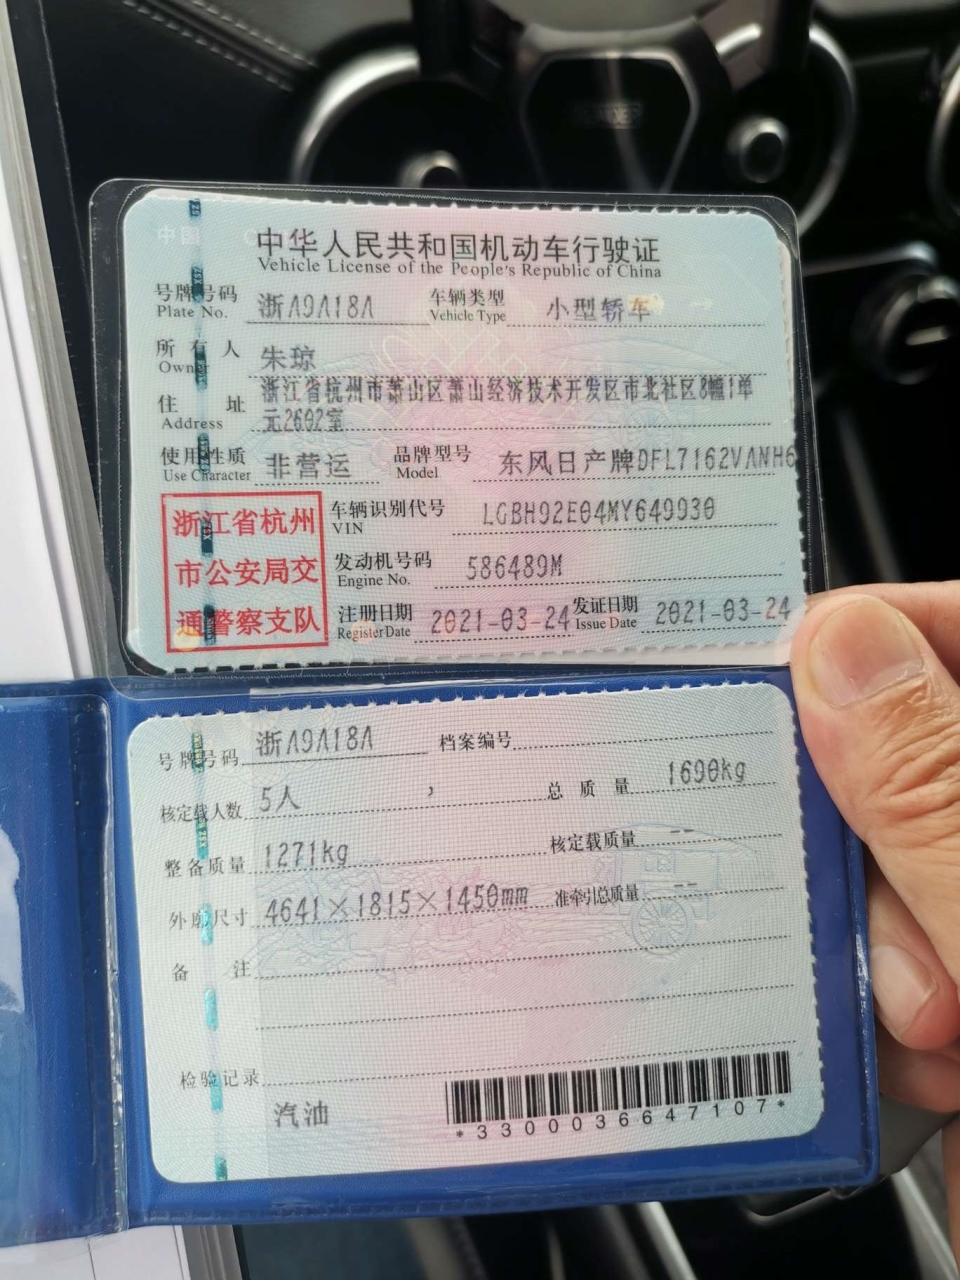 中国
中华人民共和国机动车行驶证
Vehicle License of the People's Republic of China
号牌号码 浙A9A18A 车辆类型 小型轿车
Plate No. Vehicle Type
所有人 朱琼
Owner
住址 浙江省杭州市萧山区萧山经济技术开发区市北社区8幢1单
Address 元2602室
使用性质 非营运 品牌型号 东风日产牌DFL7162VANH6
Use Character Model
浙江省杭州 车辆识别代号 LGBH92E04MY649930
VIN
市公安局交 发动机号码 586489M
Engine No.
通警察支队 注册日期 2021-03-24 发证日期 2021-03-24
Register Date Issue Date
号牌号码 浙A9A18A 档案编号
核定载人数 5人 , 总质量 1690kg
整备质量 1271kg 核定载质量 --
外廓尺寸 4641×1815×1450mm 准牵引总质量 --
备注
检验记录
汽油
*3300036647107*